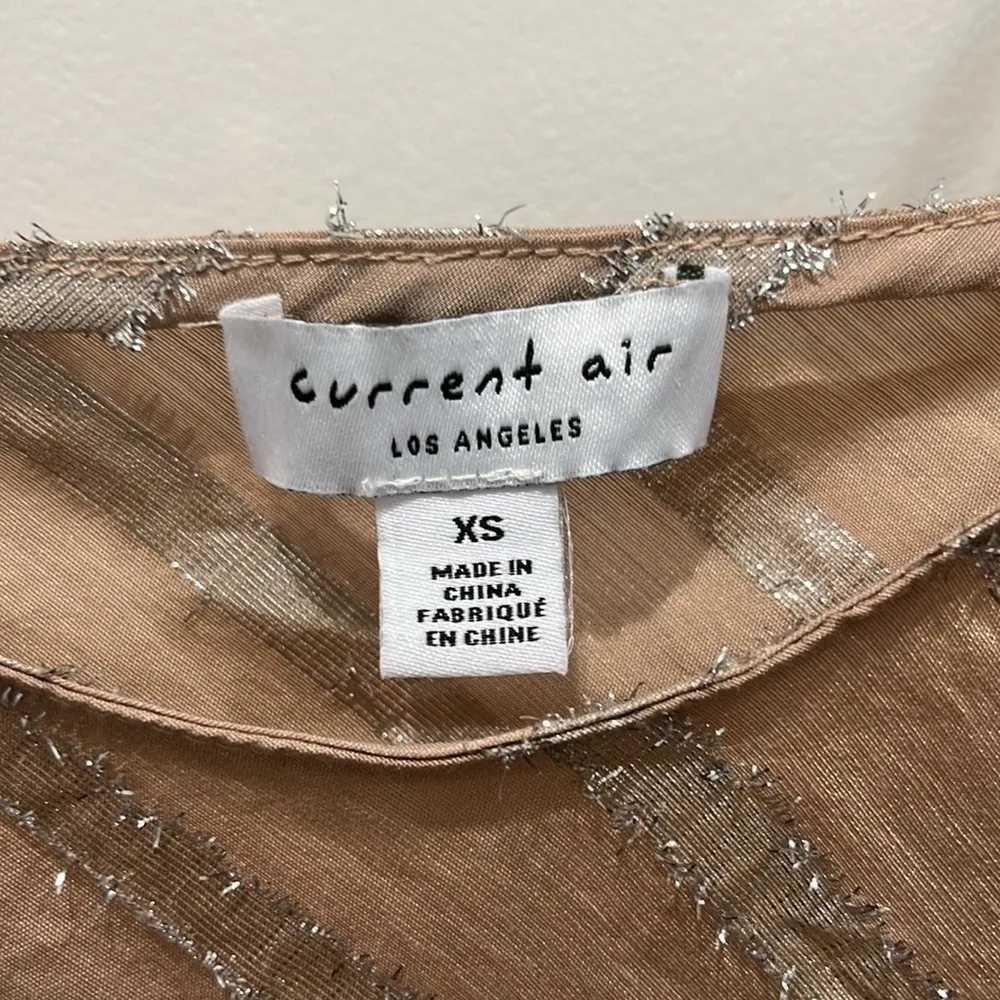 current air
LOS ANGELES
XS
MADE IN
CHINA
FABRIQUÉ
EN CHINE